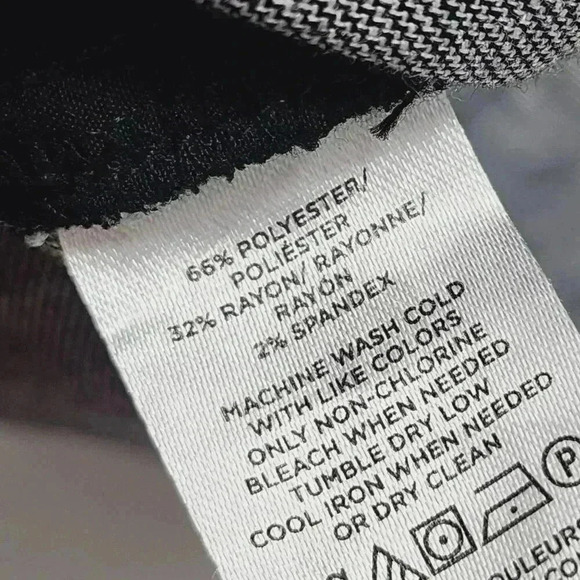 66% POLYESTER/
POLIÉSTER
32% RAYON/ RAYONNE/
RAYÓN
2% SPANDEX
MACHINE WASH COLD
WITH LIKE COLORS
ONLY NON-CHLORINE
BLEACH WHEN NEEDED
TUMBLE DRY LOW
COOL IRON WHEN NEEDED
OR DRY CLEAN
P